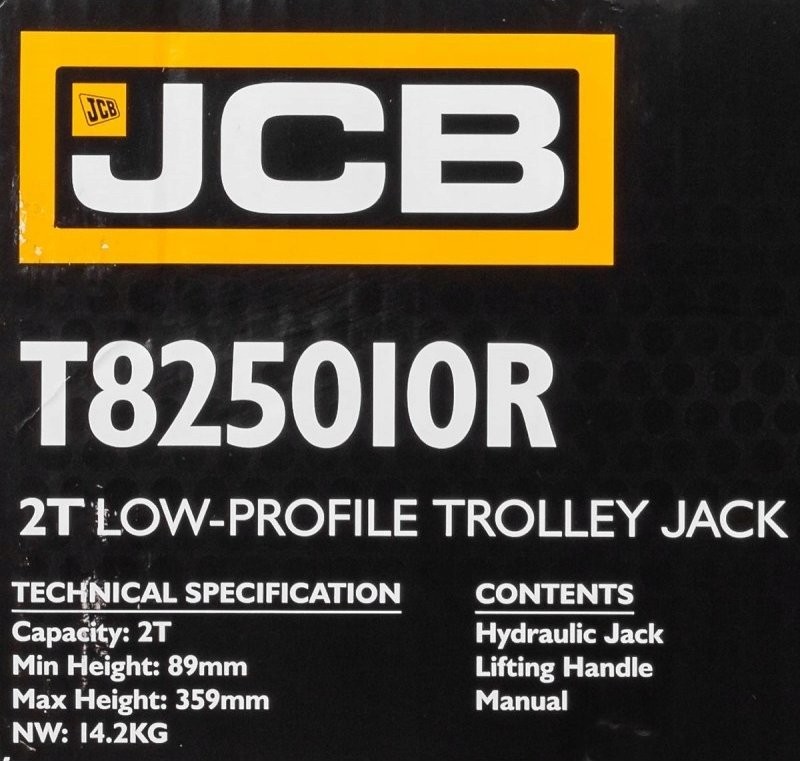 JCB
JCB
T825010R
2T LOW-PROFILE TROLLEY JACK
TECHNICAL SPECIFICATION
Capacity: 2T
Min Height: 89mm
Max Height: 359mm
NW: 14.2KG
CONTENTS
Hydraulic Jack
Lifting Handle
Manual